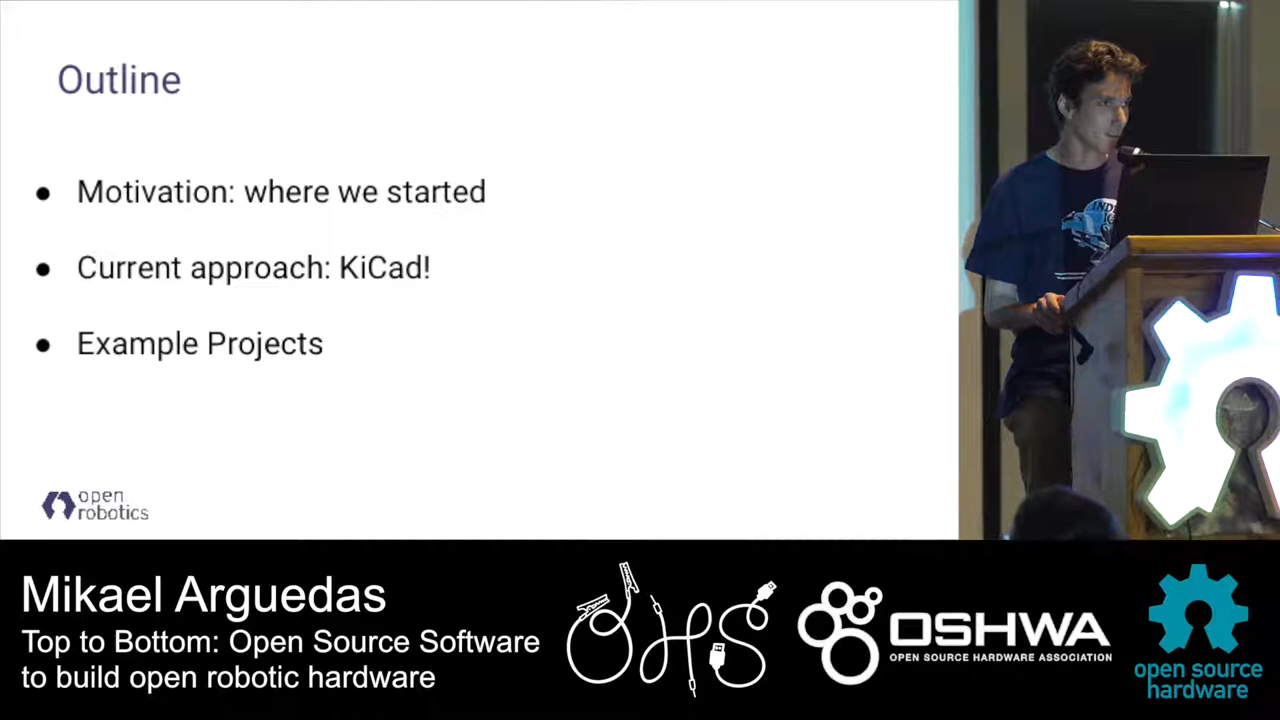 Outline
● Motivation: where we started
● Current approach: KiCad!
● Example Projects
open
robotics
Mikael Arguedas
Top to Bottom: Open Source Software
to build open robotic hardware
OHS
OSHWA
OPEN SOURCE HARDWARE ASSOCIATION
open source
hardware